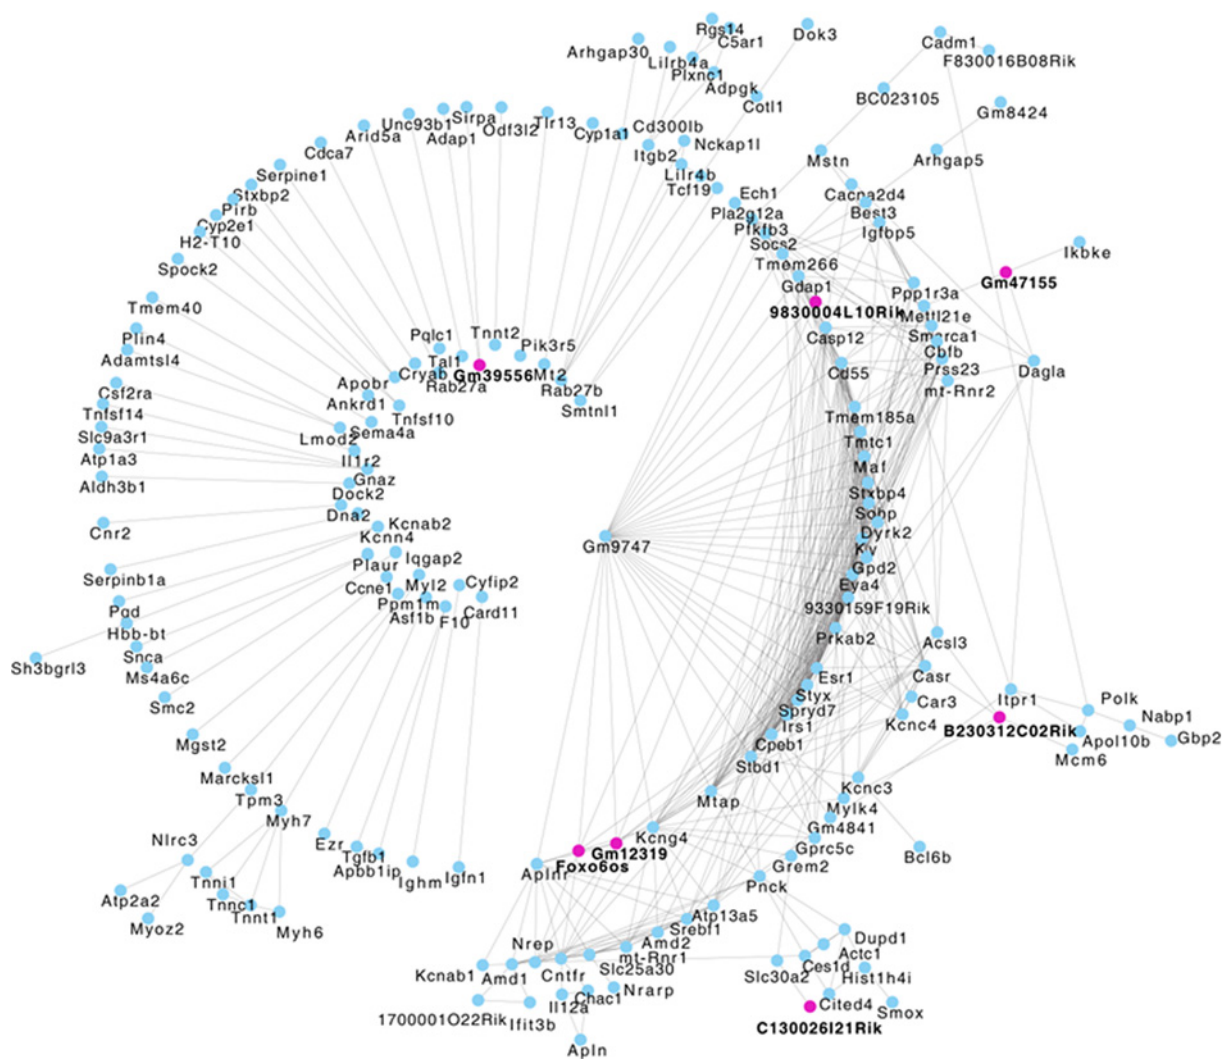 Rgs14
C5ar1
Dok3
Cadm1
Arhgap30
Lilrb4a
F830016B08Rik
Plxnc1
Adpgk
BC023105
Cotl1
Gm8424
Unc93b1
Sirpa
Arid5a
Adap1
Odf3l2
Tlr13
Cyp1a1
Cd300lb
Nckap1l
Cdca7
Itgb2
Mstn
Arhgap5
Serpine1
Lilr4b
Stxbp2
Tcf19
Ech1
Cacna2d4
Pirb
Pla2g12a
Best3
Cyp2e1
Pfkfb3
Igfbp5
H2-T10
Socs2
Ikbke
Spock2
Tmem266
Gdap1
Gm47155
Ppp1r3a
Tmem40
9830004L10Rik
Mettl21e
Plin4
Pqlc1
Tnnt2
Casp12
Smarca1
Adamtsl4
Tal1
Pik3r5
Cbfb
Cryab
Gm39556
Mt2
Cd55
Prss23
Dagla
Apobr
Rab27a
Rab27b
mt-Rnr2
Csf2ra
Ankrd1
Tnfsf10
Smtnl1
Tnfsf14
Tmem185a
Slc9a3r1
Lmod2
Sema4a
Tmtc1
Atp1a3
Il1r2
Maf
Aldh3b1
Gnaz
Dock2
Stxbp4
Dna2
Sobp
Cnr2
Kcnab2
Dyrk2
Kcnn4
Gm9747
Ky
Plaur
Iqgap2
Gpd2
Serpinb1a
Ccne1
Myl2
Cyfip2
Eya4
Ppm1m
Card11
9330159F19Rik
Pgd
Asf1b
F10
Hbb-bt
Prkab2
Acsl3
Snca
Sh3bgrl3
Ms4a6c
Esr1
Casr
Smc2
Styx
Car3
Itpr1
Polk
Spryd7
Kcnc4
Nabp1
Irs1
B230312C02Rik
Apol10b
Gbp2
Mgst2
Cpeb1
Mcm6
Stbd1
Marcksl1
Kcnc3
Tpm3
Mtap
Mylk4
Myh7
Gm4841
Nlrc3
Ezr
Kcng4
Gprc5c
Tgfb1
Gm12319
Bcl6b
Apbb1ip
Foxo6os
Grem2
Tnni1
Ighm
Igfn1
Aplnr
Pnck
Atp2a2
Tnnc1
Tnnt1
Atp13a5
Myoz2
Myh6
Srebf1
Nrep
Amd2
Dupd1
mt-Rnr1
Actc1
Kcnab1
Amd1
Cntfr
Slc25a30
Slc30a2
Ces1d
Hist1h4i
Chac1
Nrarp
Il12a
Cited4
Smox
1700001O22Rik
Ifit3b
C130026I21Rik
Apln